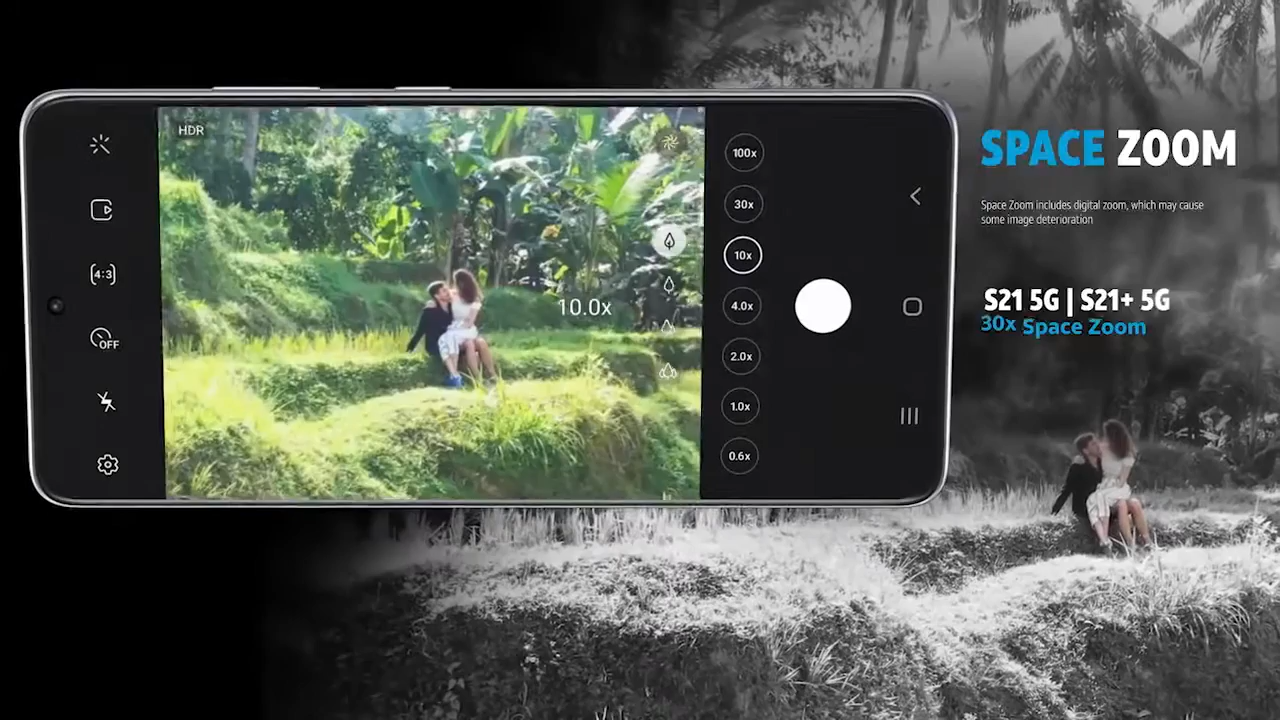 HDR
4:3
OFF
10.0x
100x
30x
10x
4.0x
2.0x
1.0x
0.6x
SPACE ZOOM
Space Zoom includes digital zoom, which may cause
some image deterioration
S21 5G | S21+ 5G
30x Space Zoom